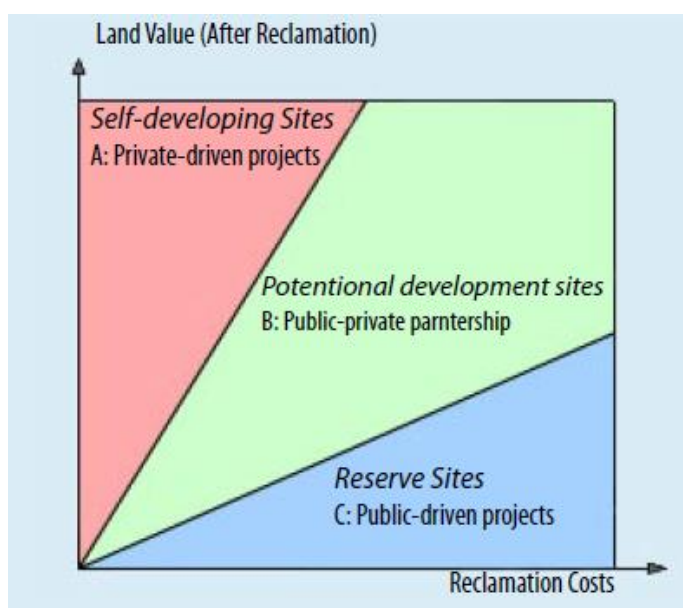 Land Value (After Reclamation)
Self-developing Sites
A: Private-driven projects
Potentional development sites
B: Public-private parntership
Reserve Sites
C: Public-driven projects
Reclamation Costs